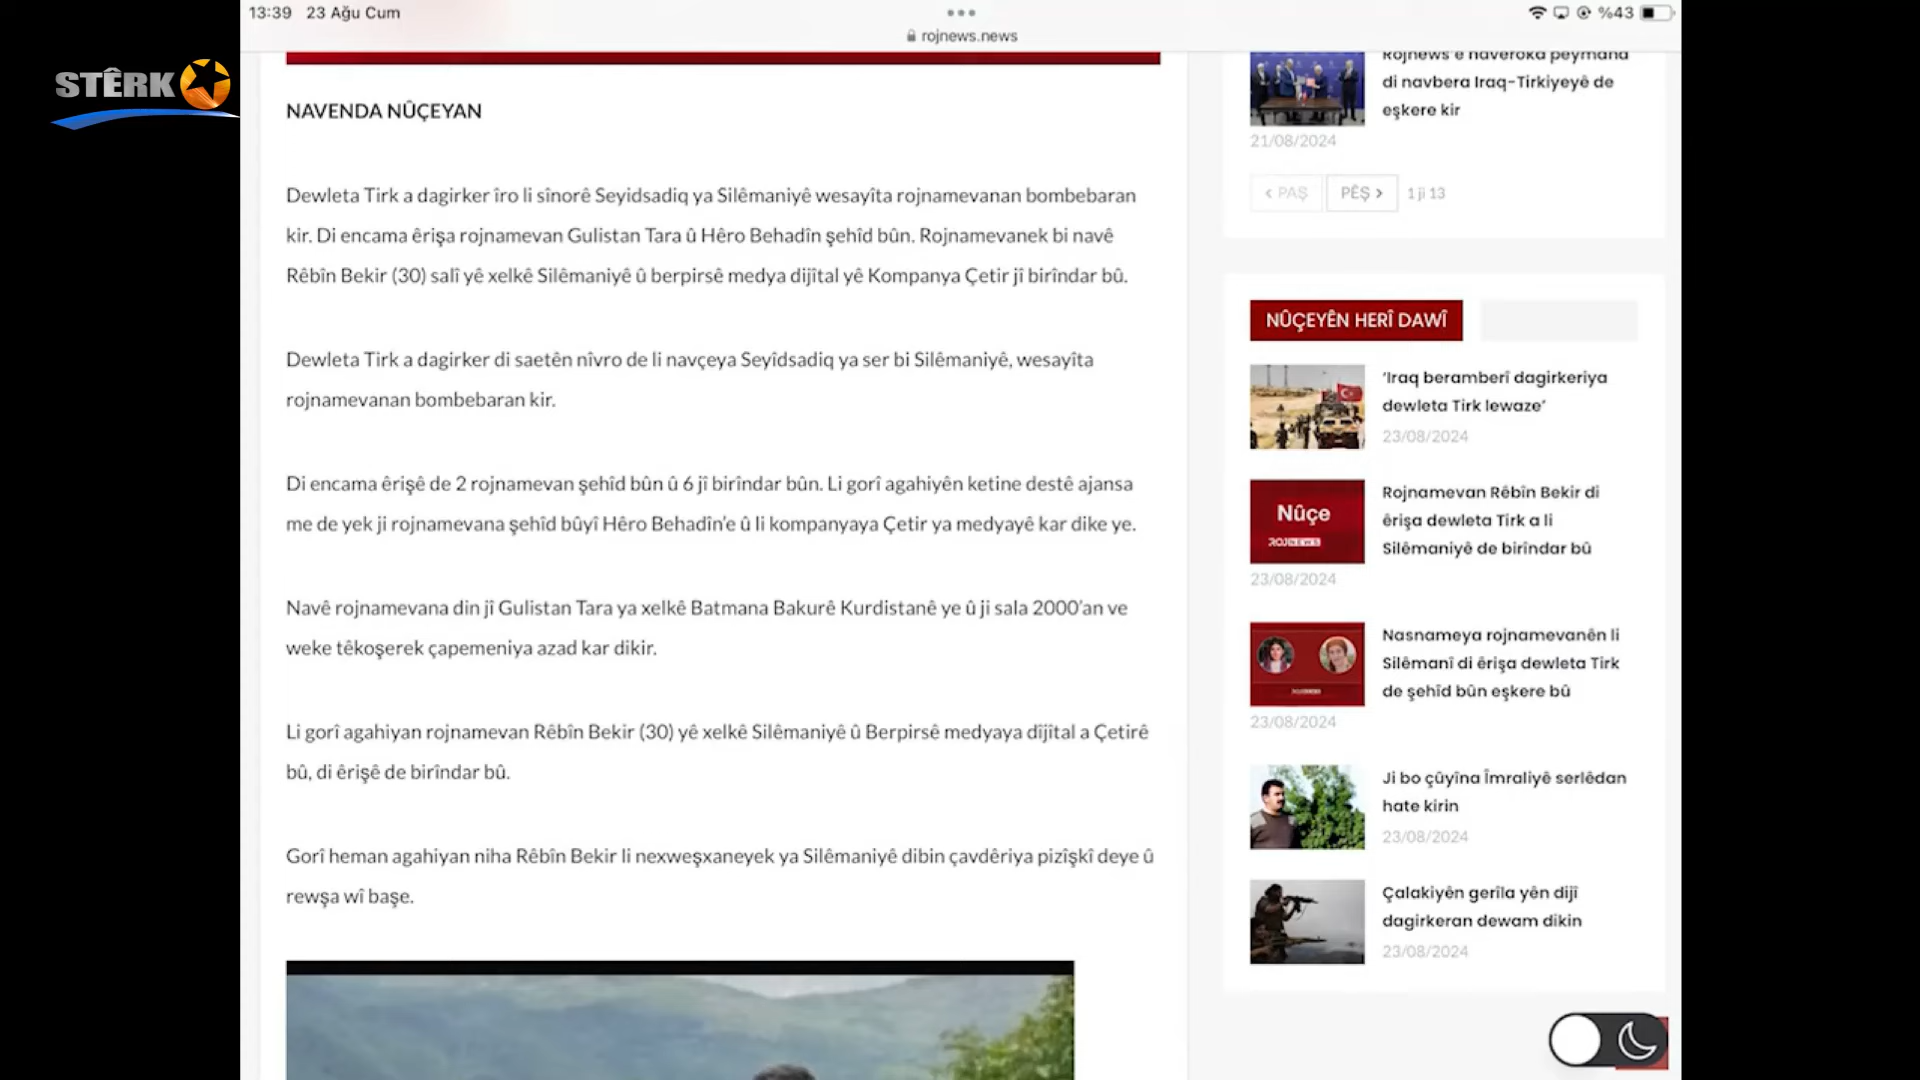 13:39 23 Ağu Cum
%43
rojnews.news
STÊRK
NAVENDA NÛÇEYAN
Dewleta Tirk a dagirker îro li sînorê Seyidsadiq ya Silêmaniyê wesayîta rojnamevanan bombebaran
kir. Di encama êrişa rojnamevan Gulistan Tara û Hêro Behadîn şehîd bûn. Rojnamevanek bi navê
Rêbîn Bekir (30) salî yê xelkê Silêmaniyê û berpirsê medya dijîtal yê Kompanya Çetir jî birîndar bû.
Dewleta Tirk a dagirker di saetên nîvro de li navçeya Seyîdsadiq ya ser bi Silêmaniyê, wesayîta
rojnamevanan bombebaran kir.
Di encama êrişê de 2 rojnamevan şehîd bûn û 6 jî birîndar bûn. Li gorî agahiyên ketine destê ajansa
me de yek ji rojnamevana şehîd bûyî Hêro Behadîn’e û li kompanyaya Çetir ya medyayê kar dike ye.
Navê rojnamevana din jî Gulistan Tara ya xelkê Batmana Bakurê Kurdistanê ye û ji sala 2000’an ve
weke têkoşerek çapemeniya azad kar dikir.
Li gorî agahiyan rojnamevan Rêbîn Bekir (30) yê xelkê Silêmaniyê û Berpirsê medyaya dîjîtal a Çetirê
bû, di êrişê de birîndar bû.
Gorî heman agahiyan niha Rêbîn Bekir li nexweşxaneyek ya Silêmaniyê dibin çavdêriya pizîşkî deye û
rewşa wî başe.
Rojnews'ê naveroka peymana
di navbera Iraq-Tirkiyeyê de
eşkere kir
21/08/2024
PAŞ
PÊŞ
1 ji 13
NÛÇEYÊN HERÎ DAWÎ
‘Iraq beramberî dagirkeriya
dewleta Tirk lewaze’
23/08/2024
Nûçe
ROJNEWS
Rojnamevan Rêbîn Bekir di
êrişa dewleta Tirk a li
Silêmaniyê de birîndar bû
23/08/2024
Nasnameya rojnamevanên li
Silêmanî di êrişa dewleta Tirk
de şehîd bûn eşkere bû
23/08/2024
Ji bo çûyîna Îmraliyê serlêdan
hate kirin
23/08/2024
Çalakiyên gerîla yên dijî
dagirkeran dewam dikin
23/08/2024